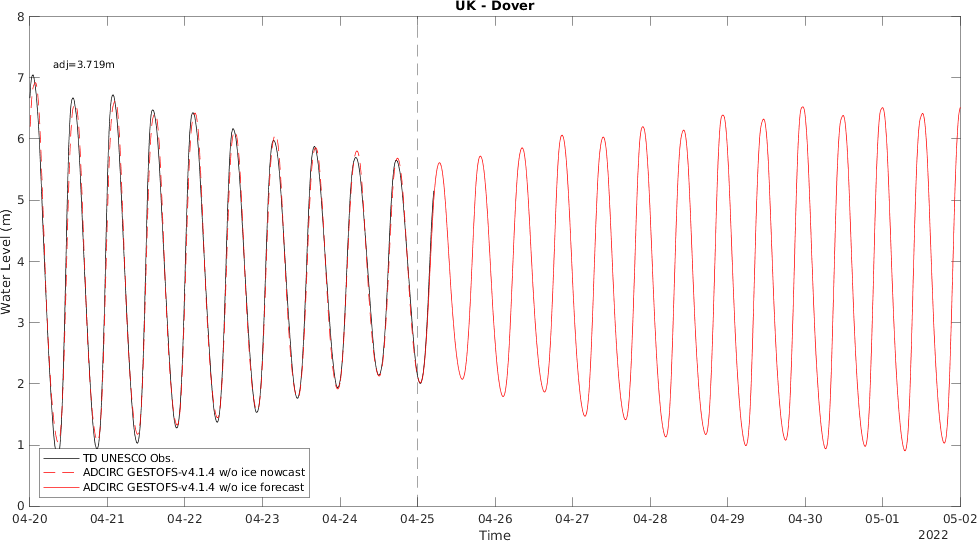 UK - Dover
adj=3.719m
8
7
6
5
4
3
2
1
0
Water Level (m)
TD UNESCO Obs.
ADCIRC GESTOFS-v4.1.4 w/o ice nowcast
ADCIRC GESTOFS-v4.1.4 w/o ice forecast
04-20 04-21 04-22 04-23 04-24 04-25 04-26 04-27 04-28 04-29 04-30 05-01 05-02
Time
2022